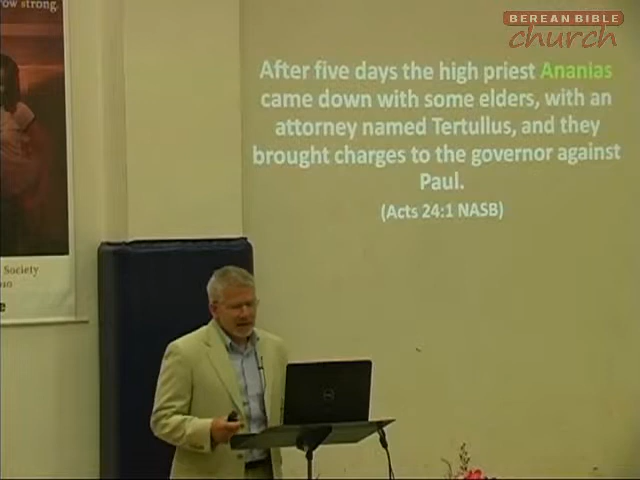 ow strong.
BEREAN BIBLE
church
After five days the high priest Ananias
came down with some elders, with an
attorney named Tertullus, and they
brought charges to the governor against
Paul.
(Acts 24:1 NASB)
Society
DELL